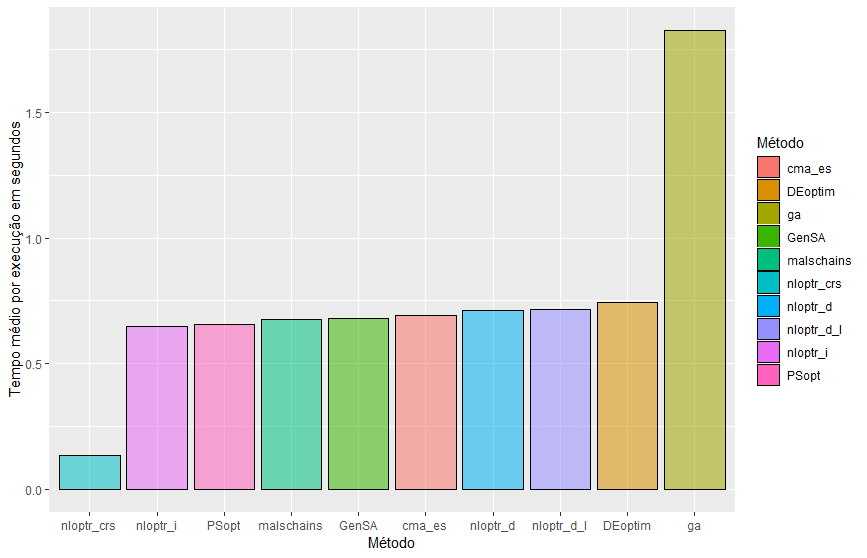 Tempo médio por execução em segundos
1.5
1.0
0.5
0.0
nloptr_crs nloptr_i PSopt malschains GenSA cma_es nloptr_d nloptr_d_l DEoptim ga
Método
Método
cma_es
DEoptim
ga
GenSA
malschains
nloptr_crs
nloptr_d
nloptr_d_l
nloptr_i
PSopt